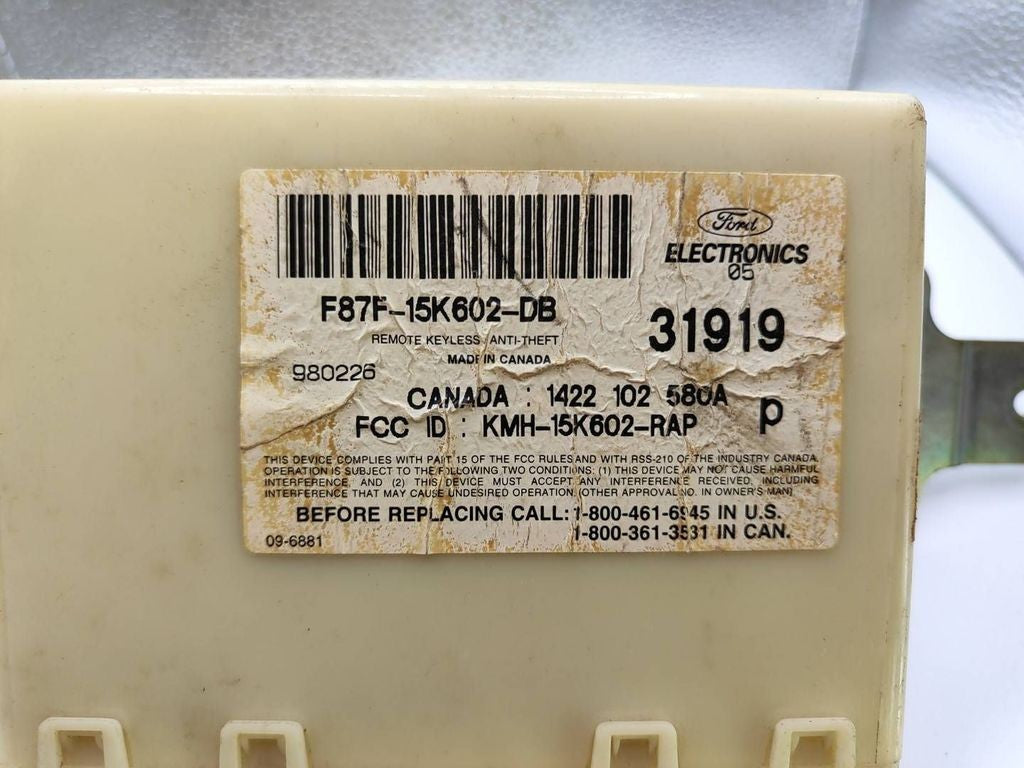 Ford
ELECTRONICS
05
F87F-15K602-DB
31919
REMOTE KEYLESS ANTI-THEFT
MADE IN CANADA
980226
CANADA : 1422 102 580A
P
FCC ID : KMH-15K602-RAP
THIS DEVICE COMPLIES WITH PART 15 OF THE FCC RULES AND WITH RSS-210 OF THE INDUSTRY CANADA.
OPERATION IS SUBJECT TO THE FOLLOWING TWO CONDITIONS: (1) THIS DEVICE MAY NOT CAUSE HARMFUL
INTERFERENCE, AND (2) THIS DEVICE MUST ACCEPT ANY INTERFERENCE RECEIVED, INCLUDING
INTERFERENCE THAT MAY CAUSE UNDESIRED OPERATION. (OTHER APPROVAL NO. IN OWNER'S MAN)
BEFORE REPLACING CALL: 1-800-461-6945 IN U.S.
1-800-361-3531 IN CAN.
09-6881